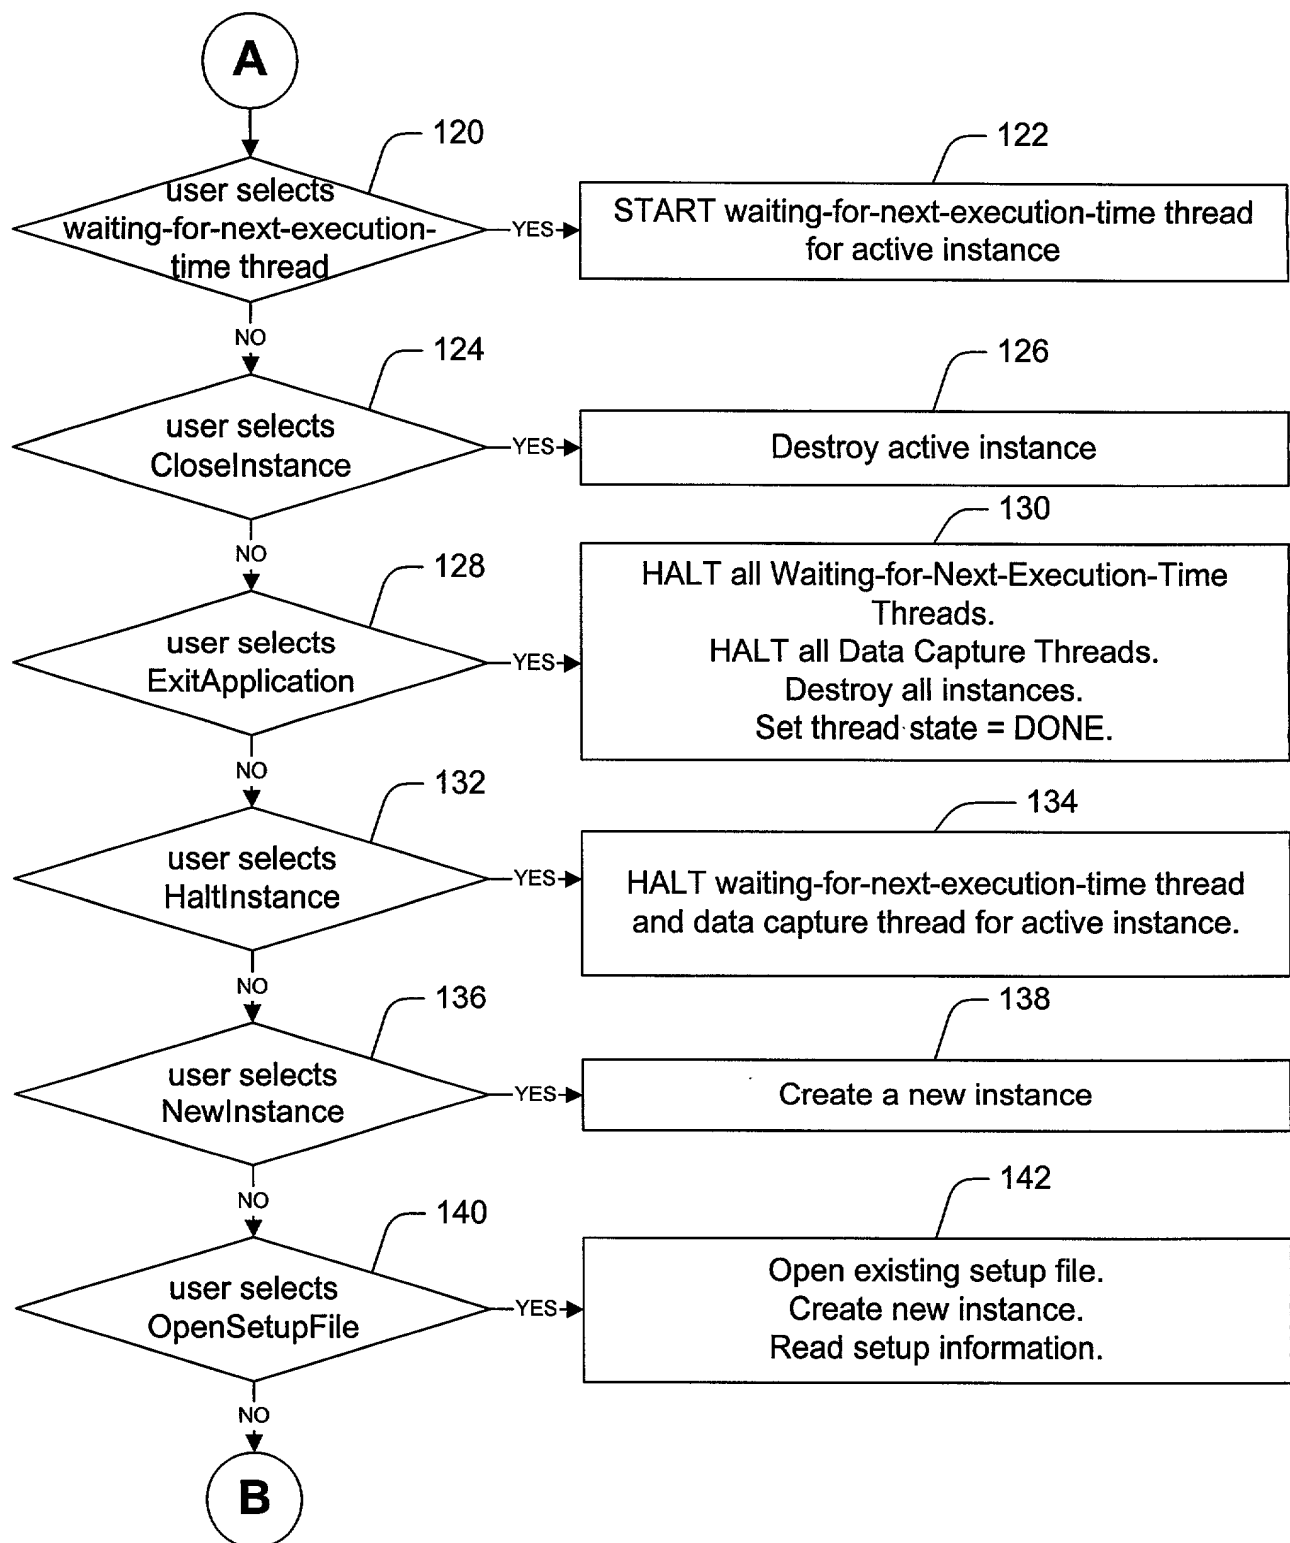 A
120
user selects
waiting-for-next-execution-
time thread
YES
122
START waiting-for-next-execution-time thread
for active instance
NO
124
user selects
CloseInstance
YES
126
Destroy active instance
NO
128
user selects
ExitApplication
YES
130
HALT all Waiting-for-Next-Execution-Time
Threads.
HALT all Data Capture Threads.
Destroy all instances.
Set thread state = DONE.
NO
132
user selects
HaltInstance
YES
134
HALT waiting-for-next-execution-time thread
and data capture thread for active instance.
NO
136
user selects
NewInstance
YES
138
Create a new instance
NO
140
user selects
OpenSetupFile
YES
142
Open existing setup file.
Create new instance.
Read setup information.
NO
B